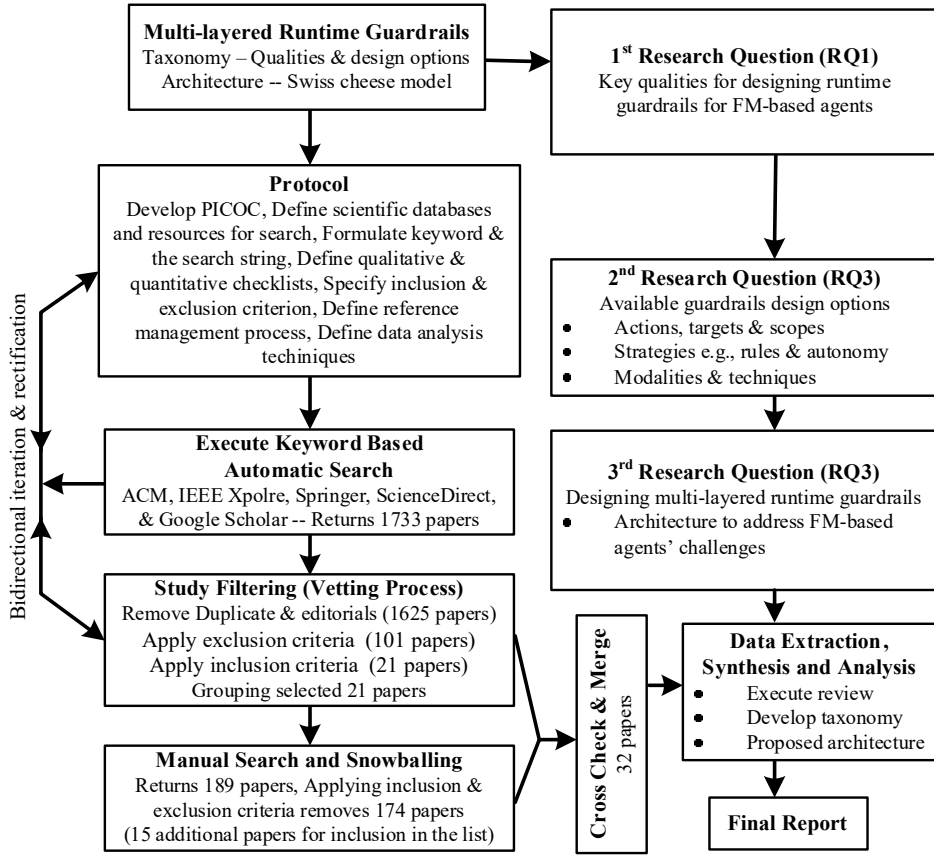 Multi-layered Runtime Guardrails
Taxonomy – Qualities & design options
Architecture -- Swiss cheese model
1st Research Question (RQ1)
Key qualities for designing runtime
guardrails for FM-based agents
Protocol
Develop PICOC, Define scientific databases
and resources for search, Formulate keyword &
the search string, Define qualitative &
quantitative checklists, Specify inclusion &
exclusion criterion, Define reference
management process, Define data analysis
techiniques
2nd Research Question (RQ3)
Available guardrails design options
● Actions, targets & scopes
● Strategies e.g., rules & autonomy
● Modalities & techniques
Bidirectional iteration & rectification
Execute Keyword Based
Automatic Search
ACM, IEEE Xpolre, Springer, ScienceDirect,
& Google Scholar -- Returns 1733 papers
3rd Research Question (RQ3)
Designing multi-layered runtime guardrails
● Architecture to address FM-based
agents’ challenges
Study Filtering (Vetting Process)
Remove Duplicate & editorials (1625 papers)
Apply exclusion criteria (101 papers)
Apply inclusion criteria (21 papers)
Grouping selected 21 papers
Manual Search and Snowballing
Returns 189 papers, Applying inclusion &
exclusion criteria removes 174 papers
(15 additional papers for inclusion in the list)
Cross Check & Merge
32 papers
Data Extraction,
Synthesis and Analysis
● Execute review
● Develop taxonomy
● Proposed architecture
Final Report